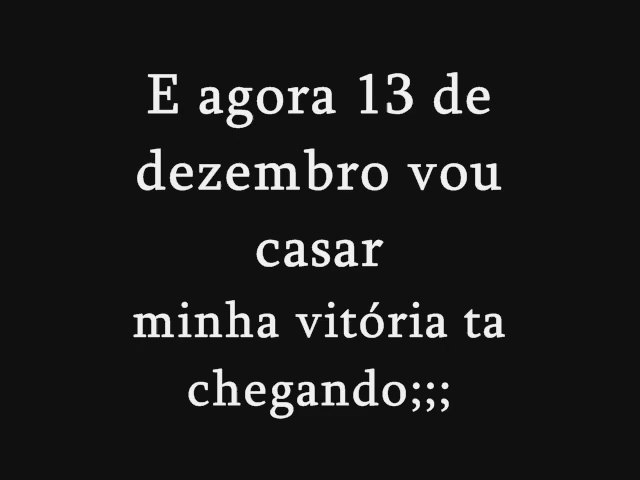 E agora 13 de
dezembro vou
casar
minha vitória ta
chegando;;;